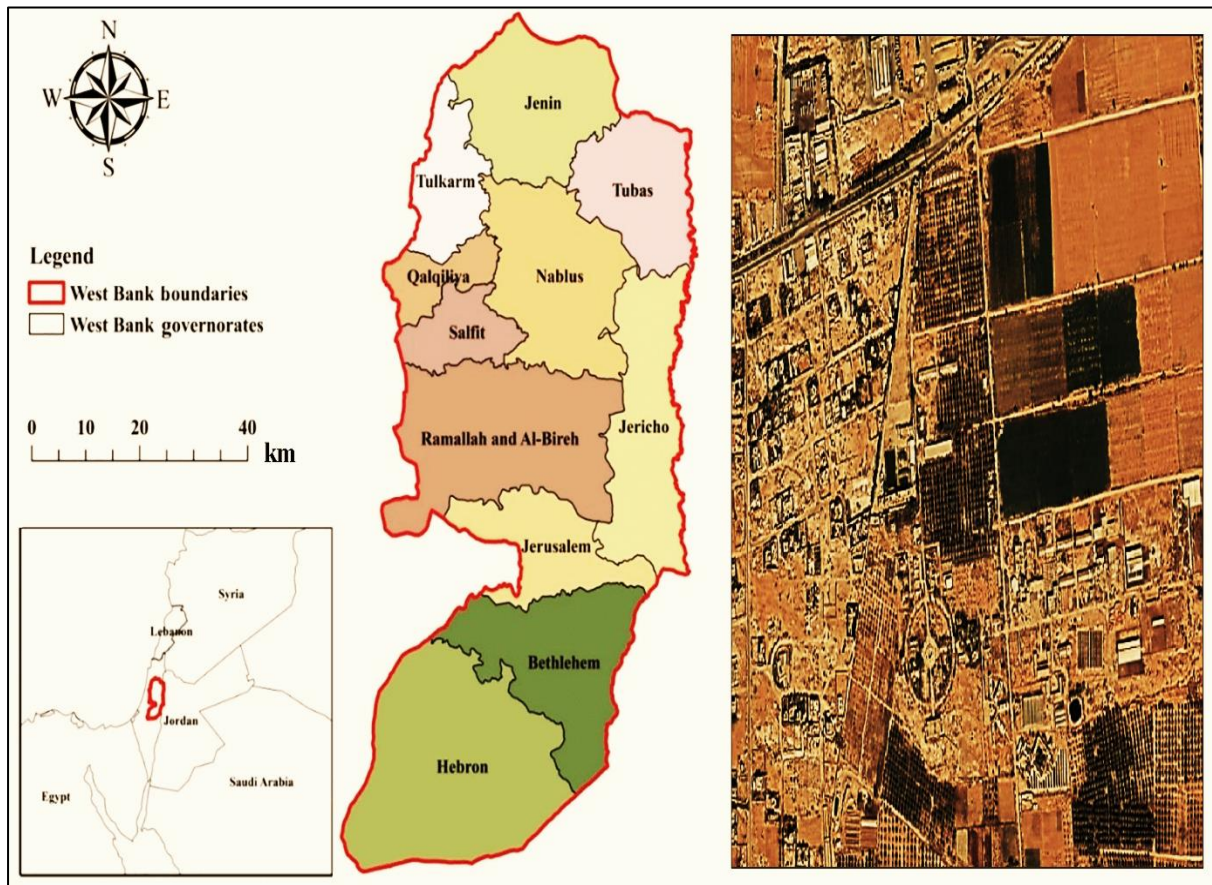 N
W E
S
Legend
West Bank boundaries
West Bank governorates
0 10 20 40
km
Jenin
Tulkarm
Tubas
Qalqiliya
Nablus
Salfit
Ramallah and Al-Bireh
Jericho
Jerusalem
Bethlehem
Hebron
Syria
Lebanon
Jordan
Saudi Arabia
Egypt